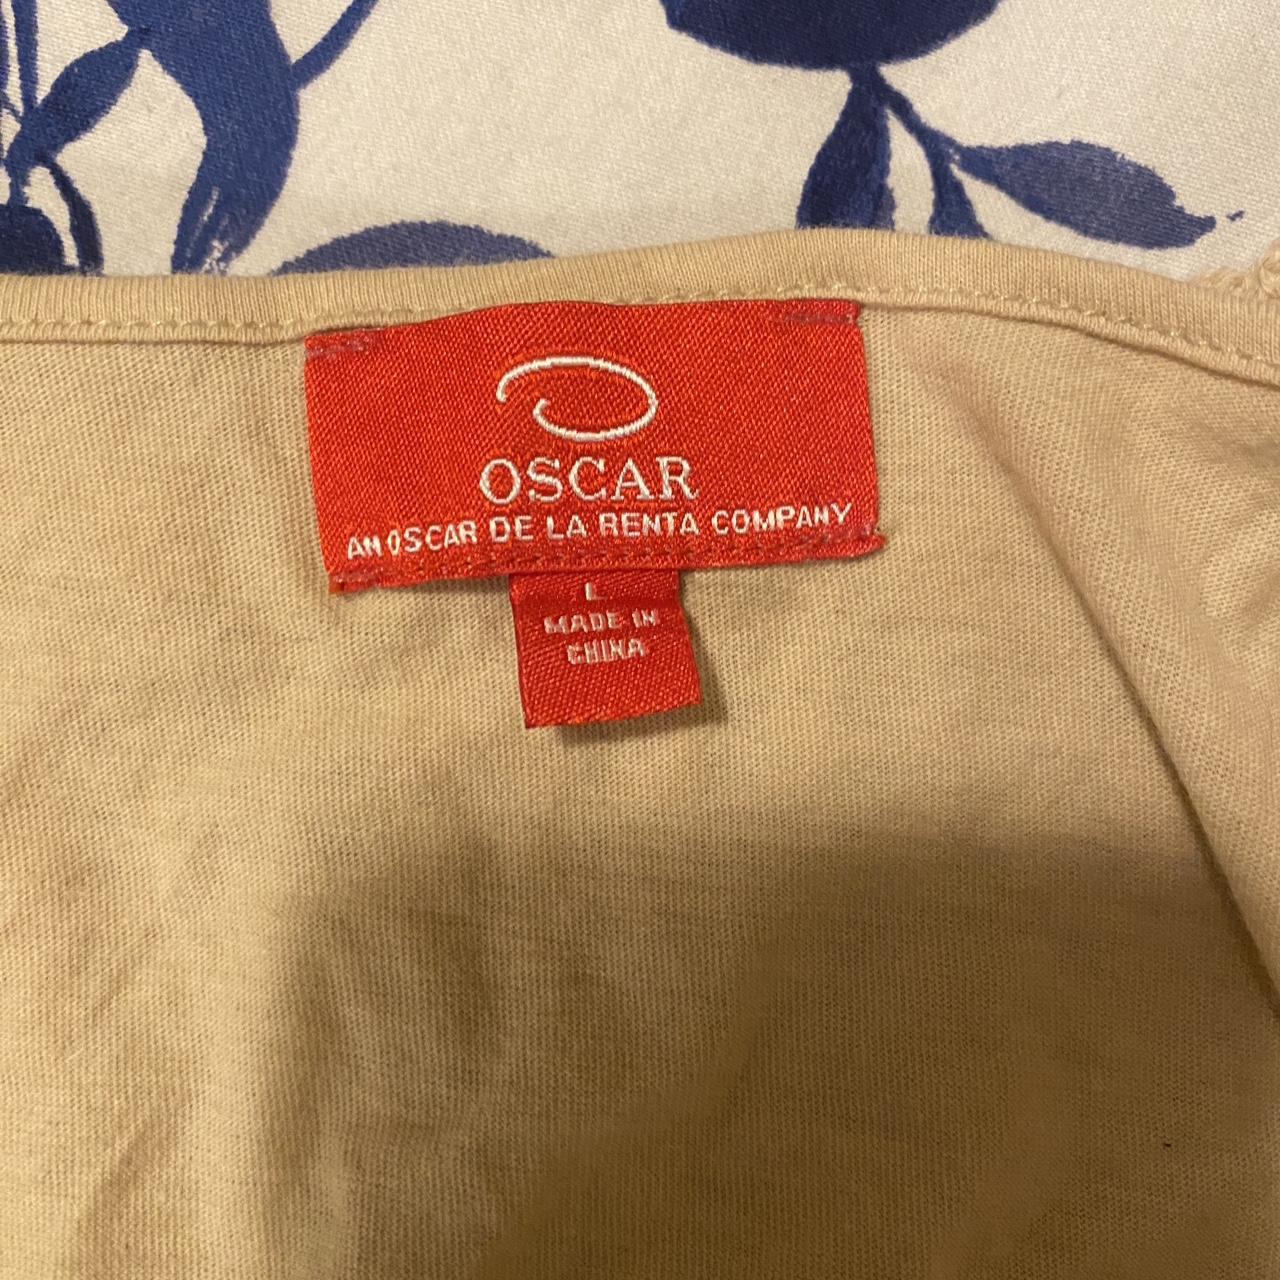 OSCAR
AN OSCAR DE LA RENTA COMPANY
L
MADE IN
CHINA